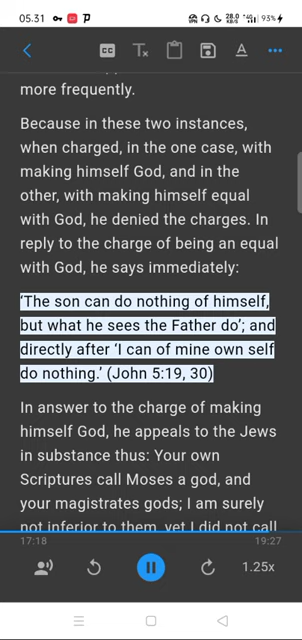 05.31
28.0
KB/S
4G
93%
CC
A
more frequently.
Because in these two instances,
when charged, in the one case, with
making himself God, and in the
other, with making himself equal
with God, he denied the charges. In
reply to the charge of being an equal
with God, he says immediately:
‘The son can do nothing of himself,
but what he sees the Father do’; and
directly after ‘I can of mine own self
do nothing.’ (John 5:19, 30)
In answer to the charge of making
himself God, he appeals to the Jews
in substance thus: Your own
Scriptures call Moses a god, and
your magistrates gods; I am surely
not inferior to them, yet I did not call
17:18
19:27
1.25x